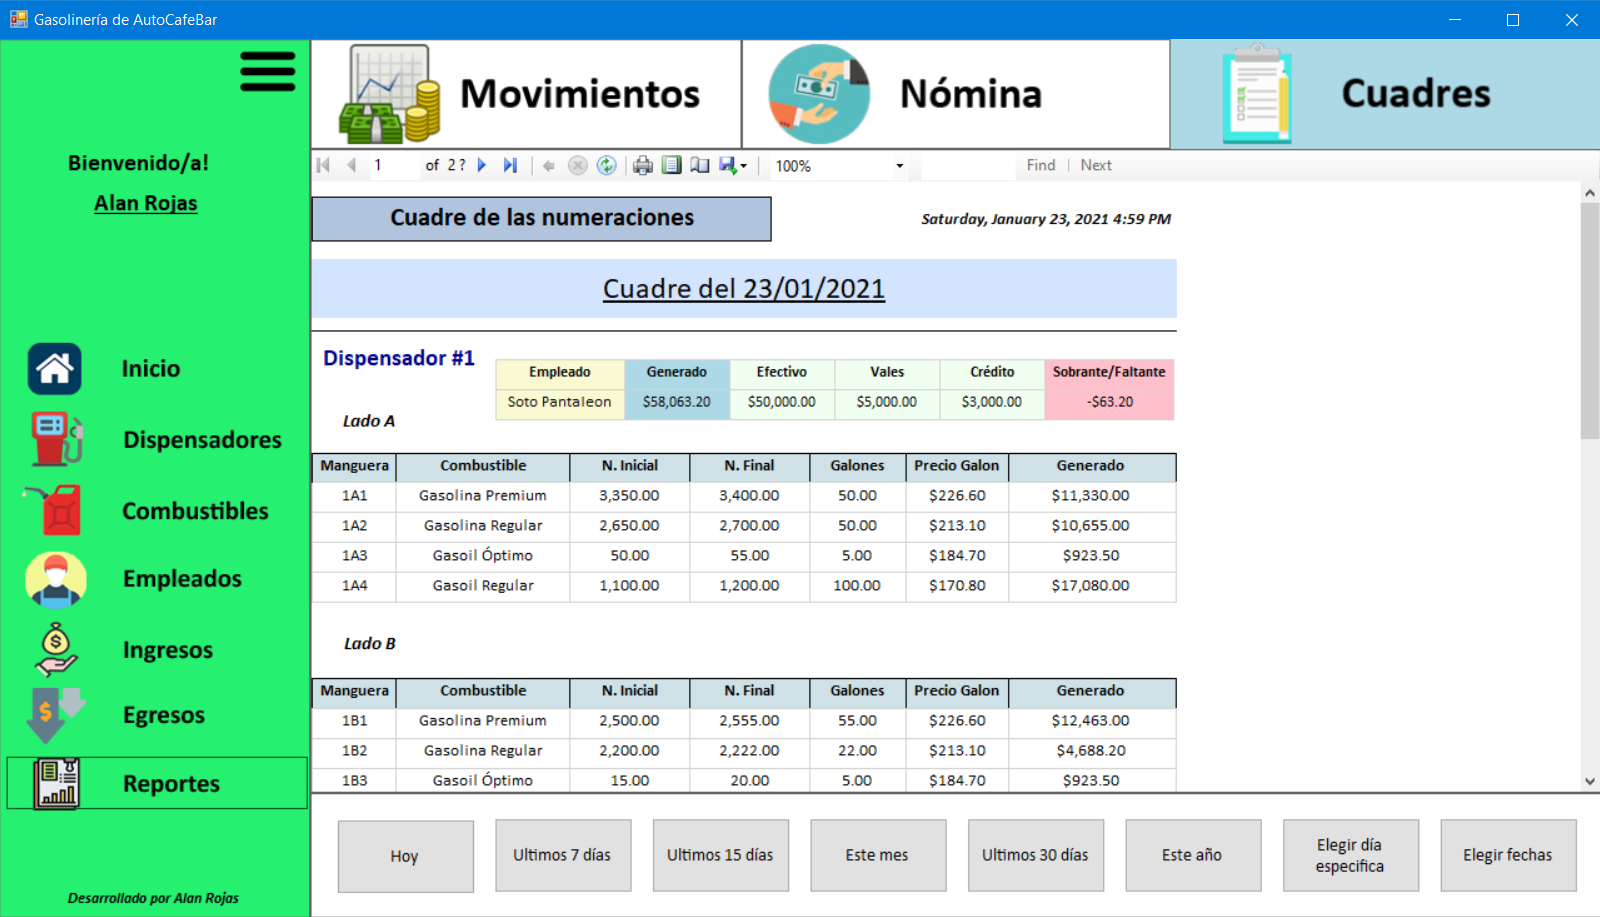 Gasolinería de AutoCafeBar
Bienvenido/a!
Alan Rojas
Inicio
Dispensadores
Combustibles
Empleados
Ingresos
Egresos
Reportes
Desarrollado por Alan Rojas
Movimientos
Nómina
Cuadres
1 of 2 ? 100% Find | Next
Cuadre de las numeraciones
Saturday, January 23, 2021 4:59 PM
Cuadre del 23/01/2021
Dispensador #1
Empleado Generado Efectivo Vales Crédito Sobrante/Faltante
Soto Pantaleon $58,063.20 $50,000.00 $5,000.00 $3,000.00 -$63.20
Lado A
Manguera Combustible N. Inicial N. Final Galones Precio Galon Generado
1A1 Gasolina Premium 3,350.00 3,400.00 50.00 $226.60 $11,330.00
1A2 Gasolina Regular 2,650.00 2,700.00 50.00 $213.10 $10,655.00
1A3 Gasoil Óptimo 50.00 55.00 5.00 $184.70 $923.50
1A4 Gasoil Regular 1,100.00 1,200.00 100.00 $170.80 $17,080.00
Lado B
Manguera Combustible N. Inicial N. Final Galones Precio Galon Generado
1B1 Gasolina Premium 2,500.00 2,555.00 55.00 $226.60 $12,463.00
1B2 Gasolina Regular 2,200.00 2,222.00 22.00 $213.10 $4,688.20
1B3 Gasoil Óptimo 15.00 20.00 5.00 $184.70 $923.50
Hoy
Ultimos 7 días
Ultimos 15 días
Este mes
Ultimos 30 días
Este año
Elegir día
especifica
Elegir fechas